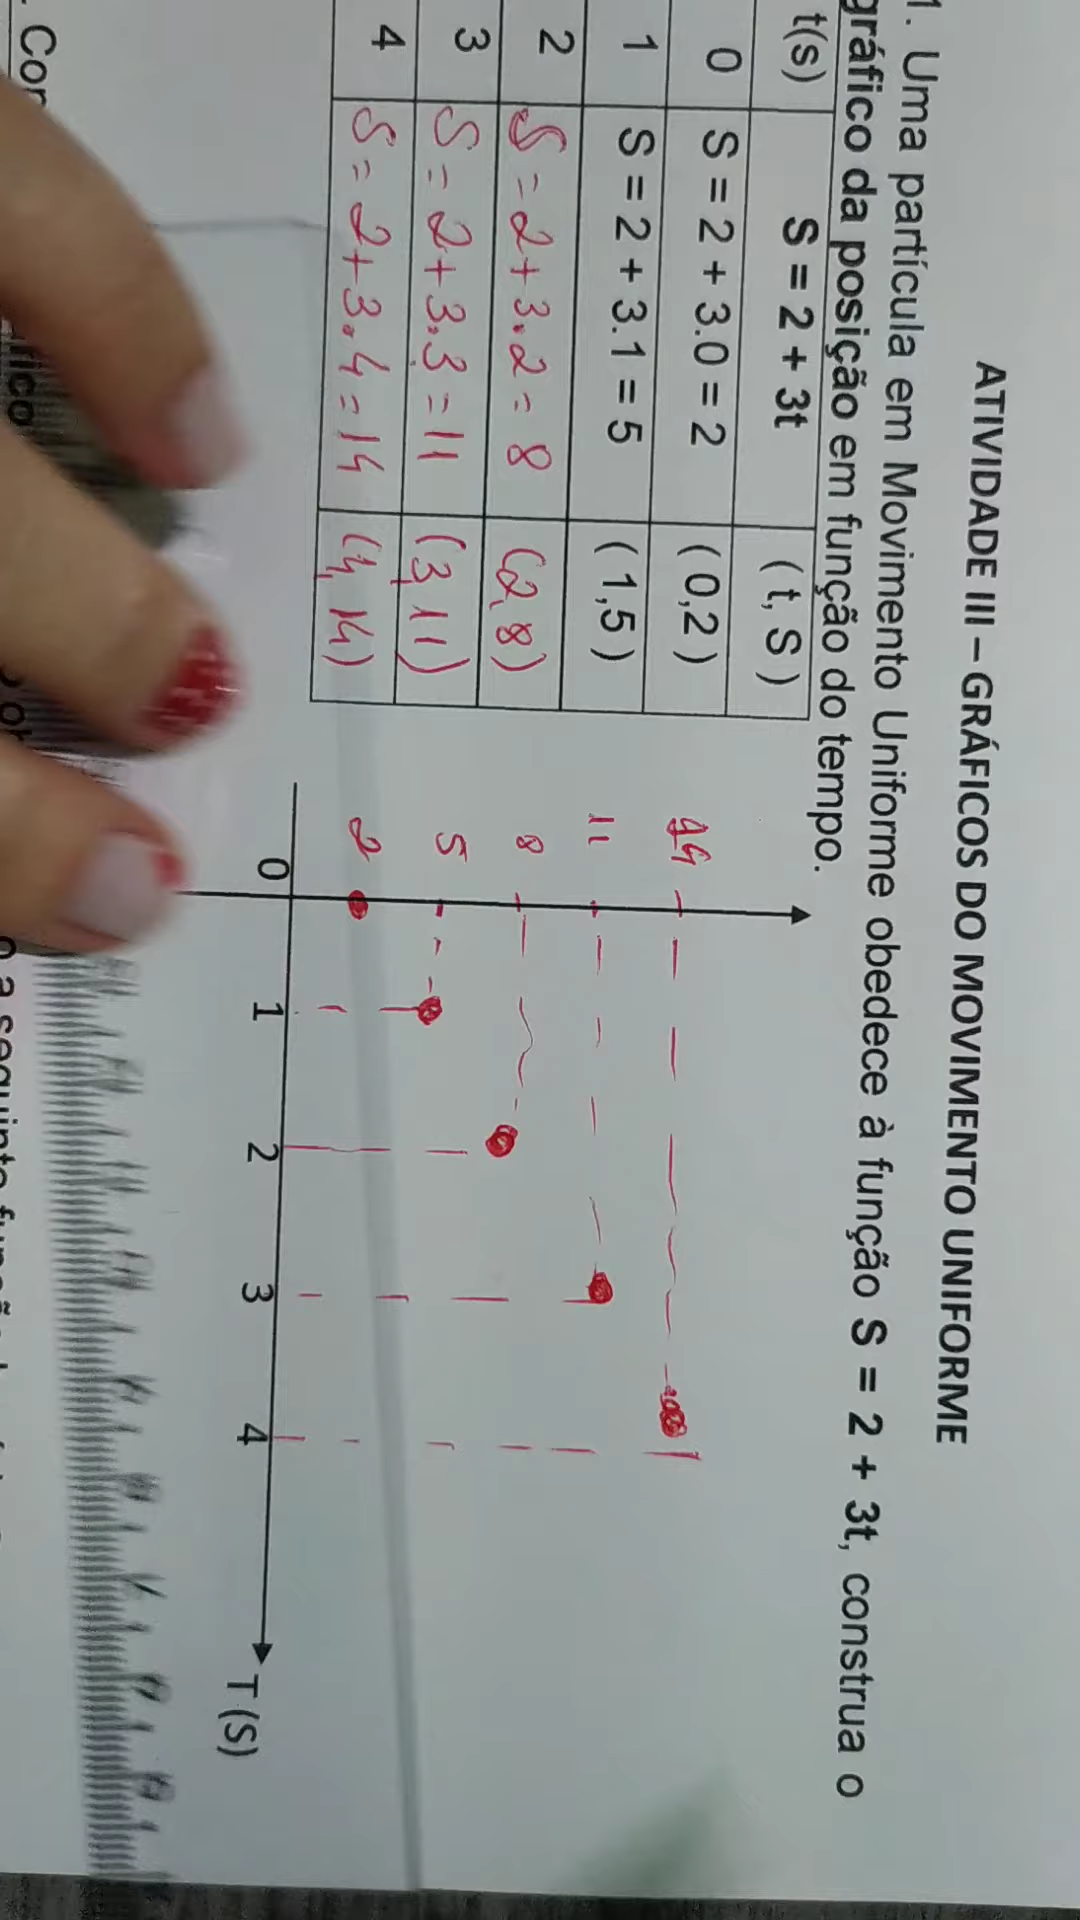 ATIVIDADE III – GRÁFICOS DO MOVIMENTO UNIFORME
1. Uma partícula em Movimento Uniforme obedece à função S = 2 + 3t, construa o
gráfico da posição em função do tempo.
t(s) S = 2 + 3t ( t, S )
0 S = 2 + 3.0 = 2 ( 0,2 )
1 S = 2 + 3.1 = 5 ( 1,5 )
2 S = 2+3.2 = 8 (2,8)
3 S = 2+3.3 = 11 (3,11)
4 S = 2+3.4 = 14 (4,14)
14
11
8
5
2
0 1 2 3 4 T (S)